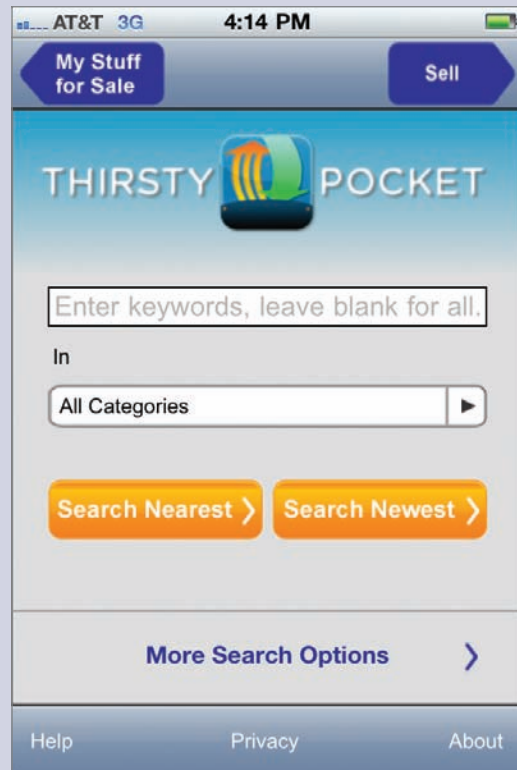 AT&T 3G 4:14 PM
My Stuff
for Sale
Sell
THIRSTY POCKET
Enter keywords, leave blank for all.
In
All Categories
Search Nearest
Search Newest
More Search Options
Help Privacy About